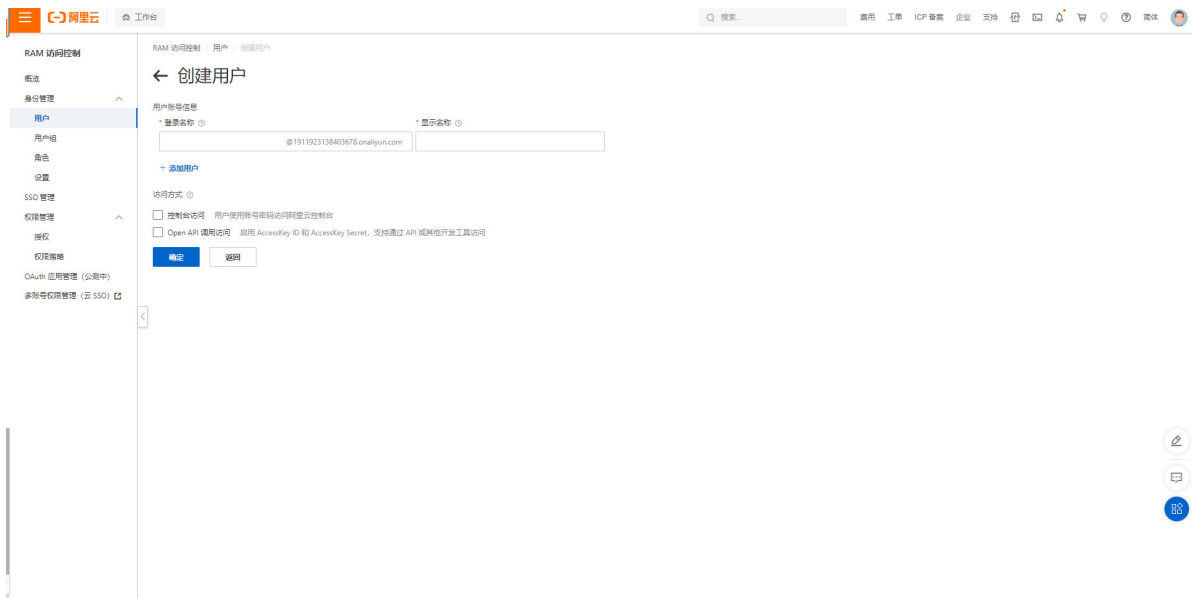 阿里云 工作台 搜索... 费用 工单 ICP 备案 企业 支持 简体
RAM 访问控制
概览
身份管理
用户
用户组
角色
设置
SSO 管理
权限管理
授权
权限策略
OAuth 应用管理（公测中）
多账号权限管理（云 SSO）
RAM 访问控制 / 用户 / 创建用户
← 创建用户
用户账号信息
* 登录名称 * 显示名称
@1911923138403678.onaliyun.com
+ 添加用户
访问方式
控制台访问 用户使用账号密码访问阿里云控制台
Open API 调用访问 启用 AccessKey ID 和 AccessKey Secret，支持通过 API 或其他开发工具访问
确定 返回